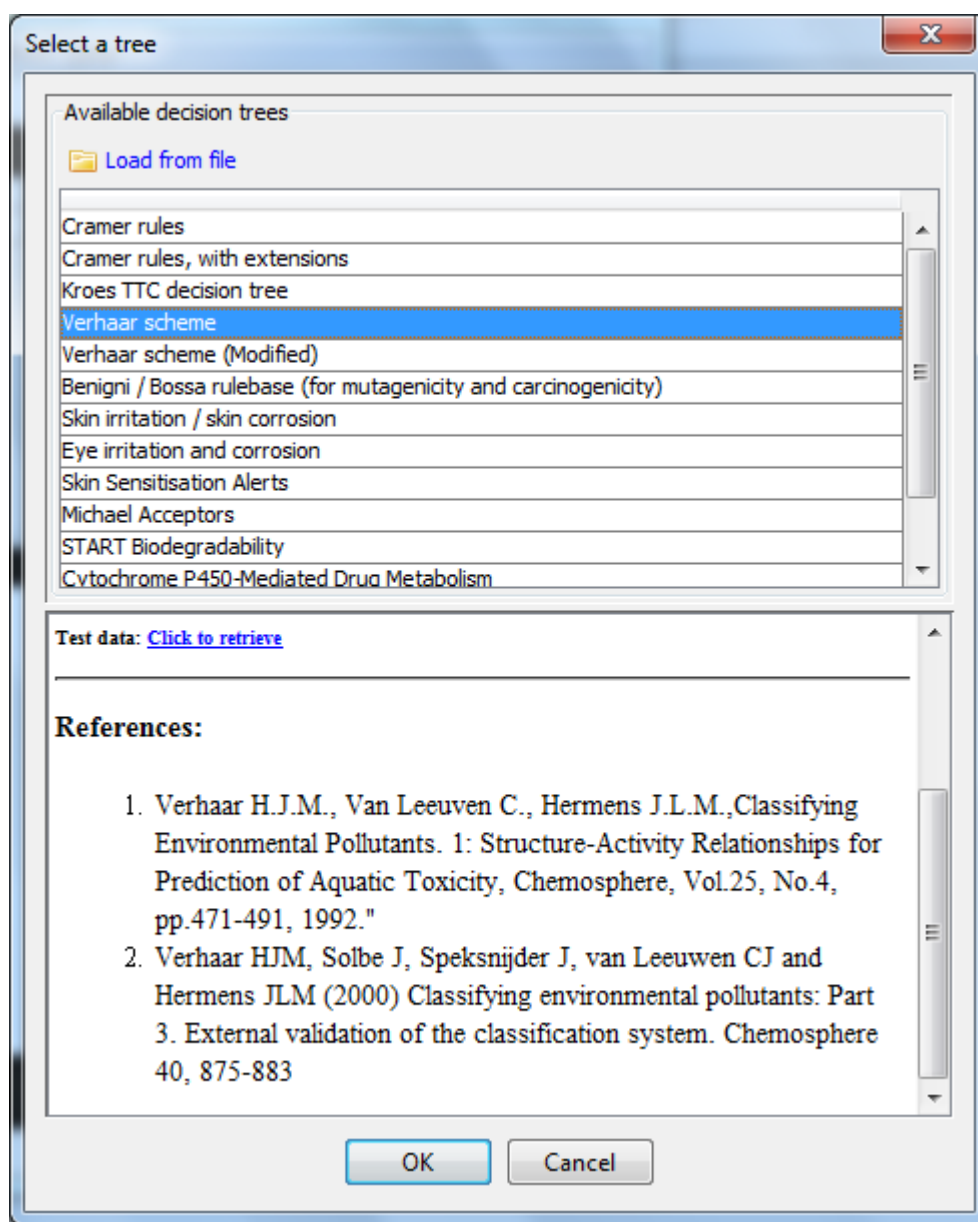 Select a tree
Available decision trees
Load from file
Cramer rules
Cramer rules, with extensions
Kroes TTC decision tree
Verhaar scheme
Verhaar scheme (Modified)
Benigni / Bossa rulebase (for mutagenicity and carcinogenicity)
Skin irritation / skin corrosion
Eye irritation and corrosion
Skin Sensitisation Alerts
Michael Acceptors
START Biodegradability
Cytochrome P450-Mediated Drug Metabolism
Test data: Click to retrieve
References:
1. Verhaar H.J.M., Van Leeuven C., Hermens J.L.M.,Classifying
Environmental Pollutants. 1: Structure-Activity Relationships for
Prediction of Aquatic Toxicity, Chemosphere, Vol.25, No.4,
pp.471-491, 1992."
2. Verhaar HJM, Solbe J, Speksnijder J, van Leeuwen CJ and
Hermens JLM (2000) Classifying environmental pollutants: Part
3. External validation of the classification system. Chemosphere
40, 875-883
OK Cancel